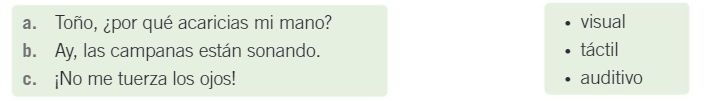 a. Toño, ¿por qué acaricias mi mano?
b. Ay, las campanas están sonando.
c. ¡No me tuerza los ojos!
• visual
• táctil
• auditivo